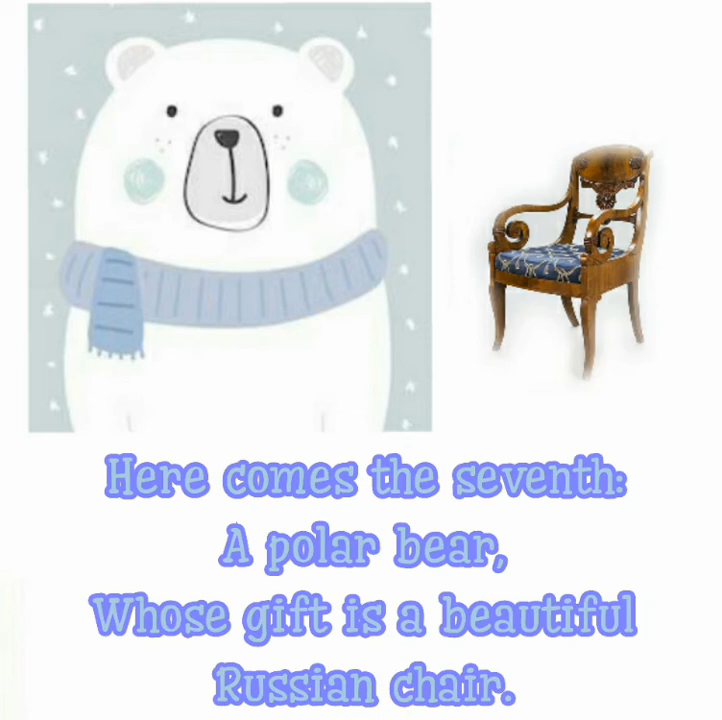 Here comes the seventh:
A polar bear,
Whose gift is a beautiful
Russian chair.